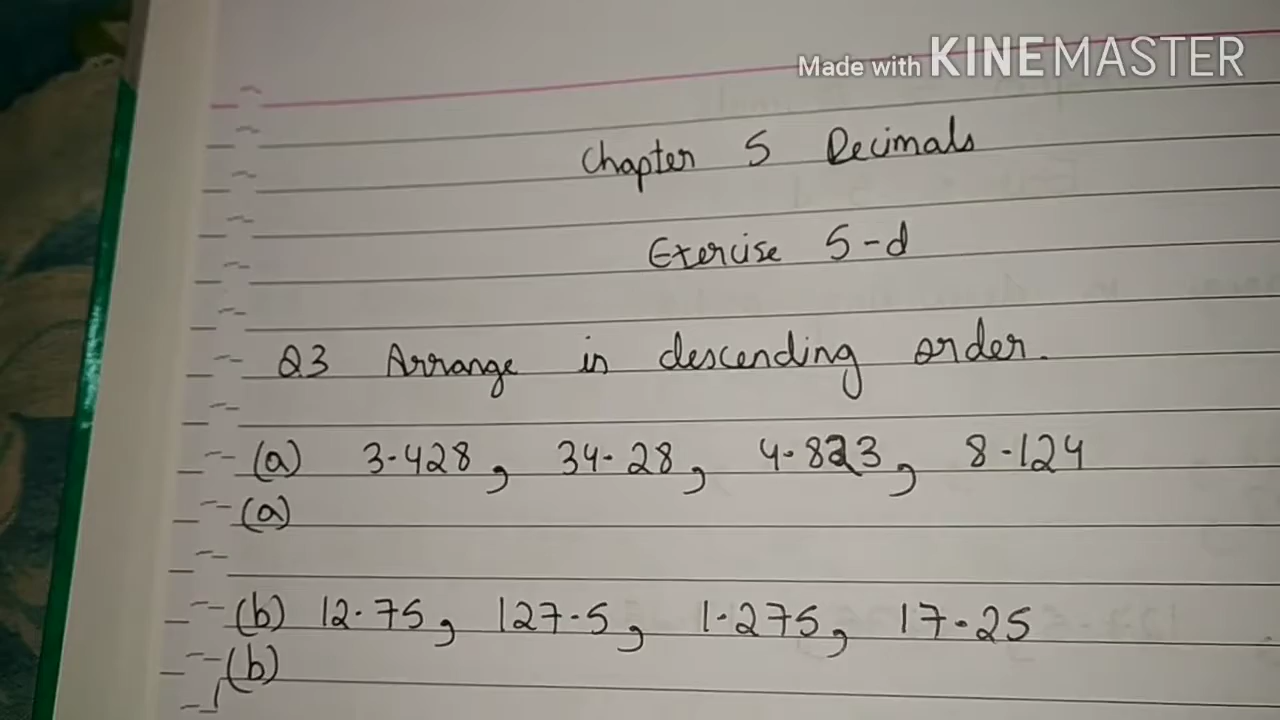 Made with KINEMASTER
Chapter 5 Decimals
Exercise 5-d
Q3 Arrange in descending order.
(a) 3.428, 34.28, 4.823, 8.124
(a)
(b) 12.75, 127.5, 1.275, 17.25
(b)